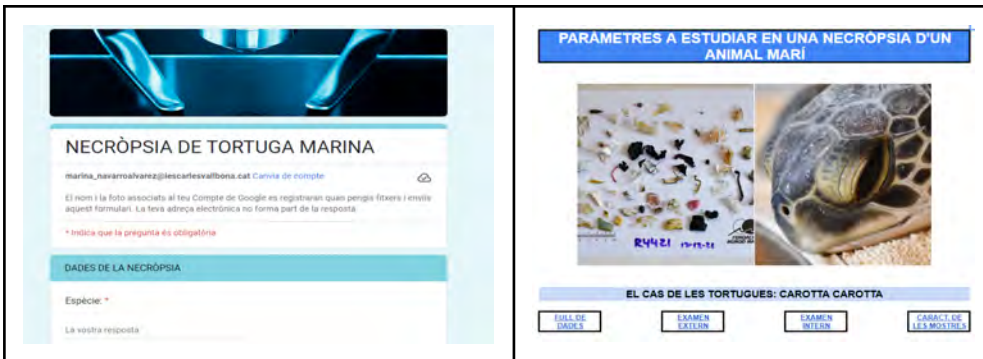 NECRÒPSIA DE TORTUGA MARINA
marina_navarroalvarez@iescarlesvallbona.cat Canvia de compte
El nom i la foto associats al teu Compte de Google es registraran quan pengis fitxers i enviïs
aquest formulari. La teva adreça electrònica no forma part de la resposta.
* Indica que la pregunta és obligatòria
DADES DE LA NECRÒPSIA
Espècie: *
La vostra resposta
PARÀMETRES A ESTUDIAR EN UNA NECRÒPSIA D'UN
ANIMAL MARÍ
R4421 17-12-21
EL CAS DE LES TORTUGUES: CAROTTA CAROTTA
FULL DE
DADES
EXAMEN
EXTERN
EXAMEN
INTERN
CARACT. DE
LES MOSTRES